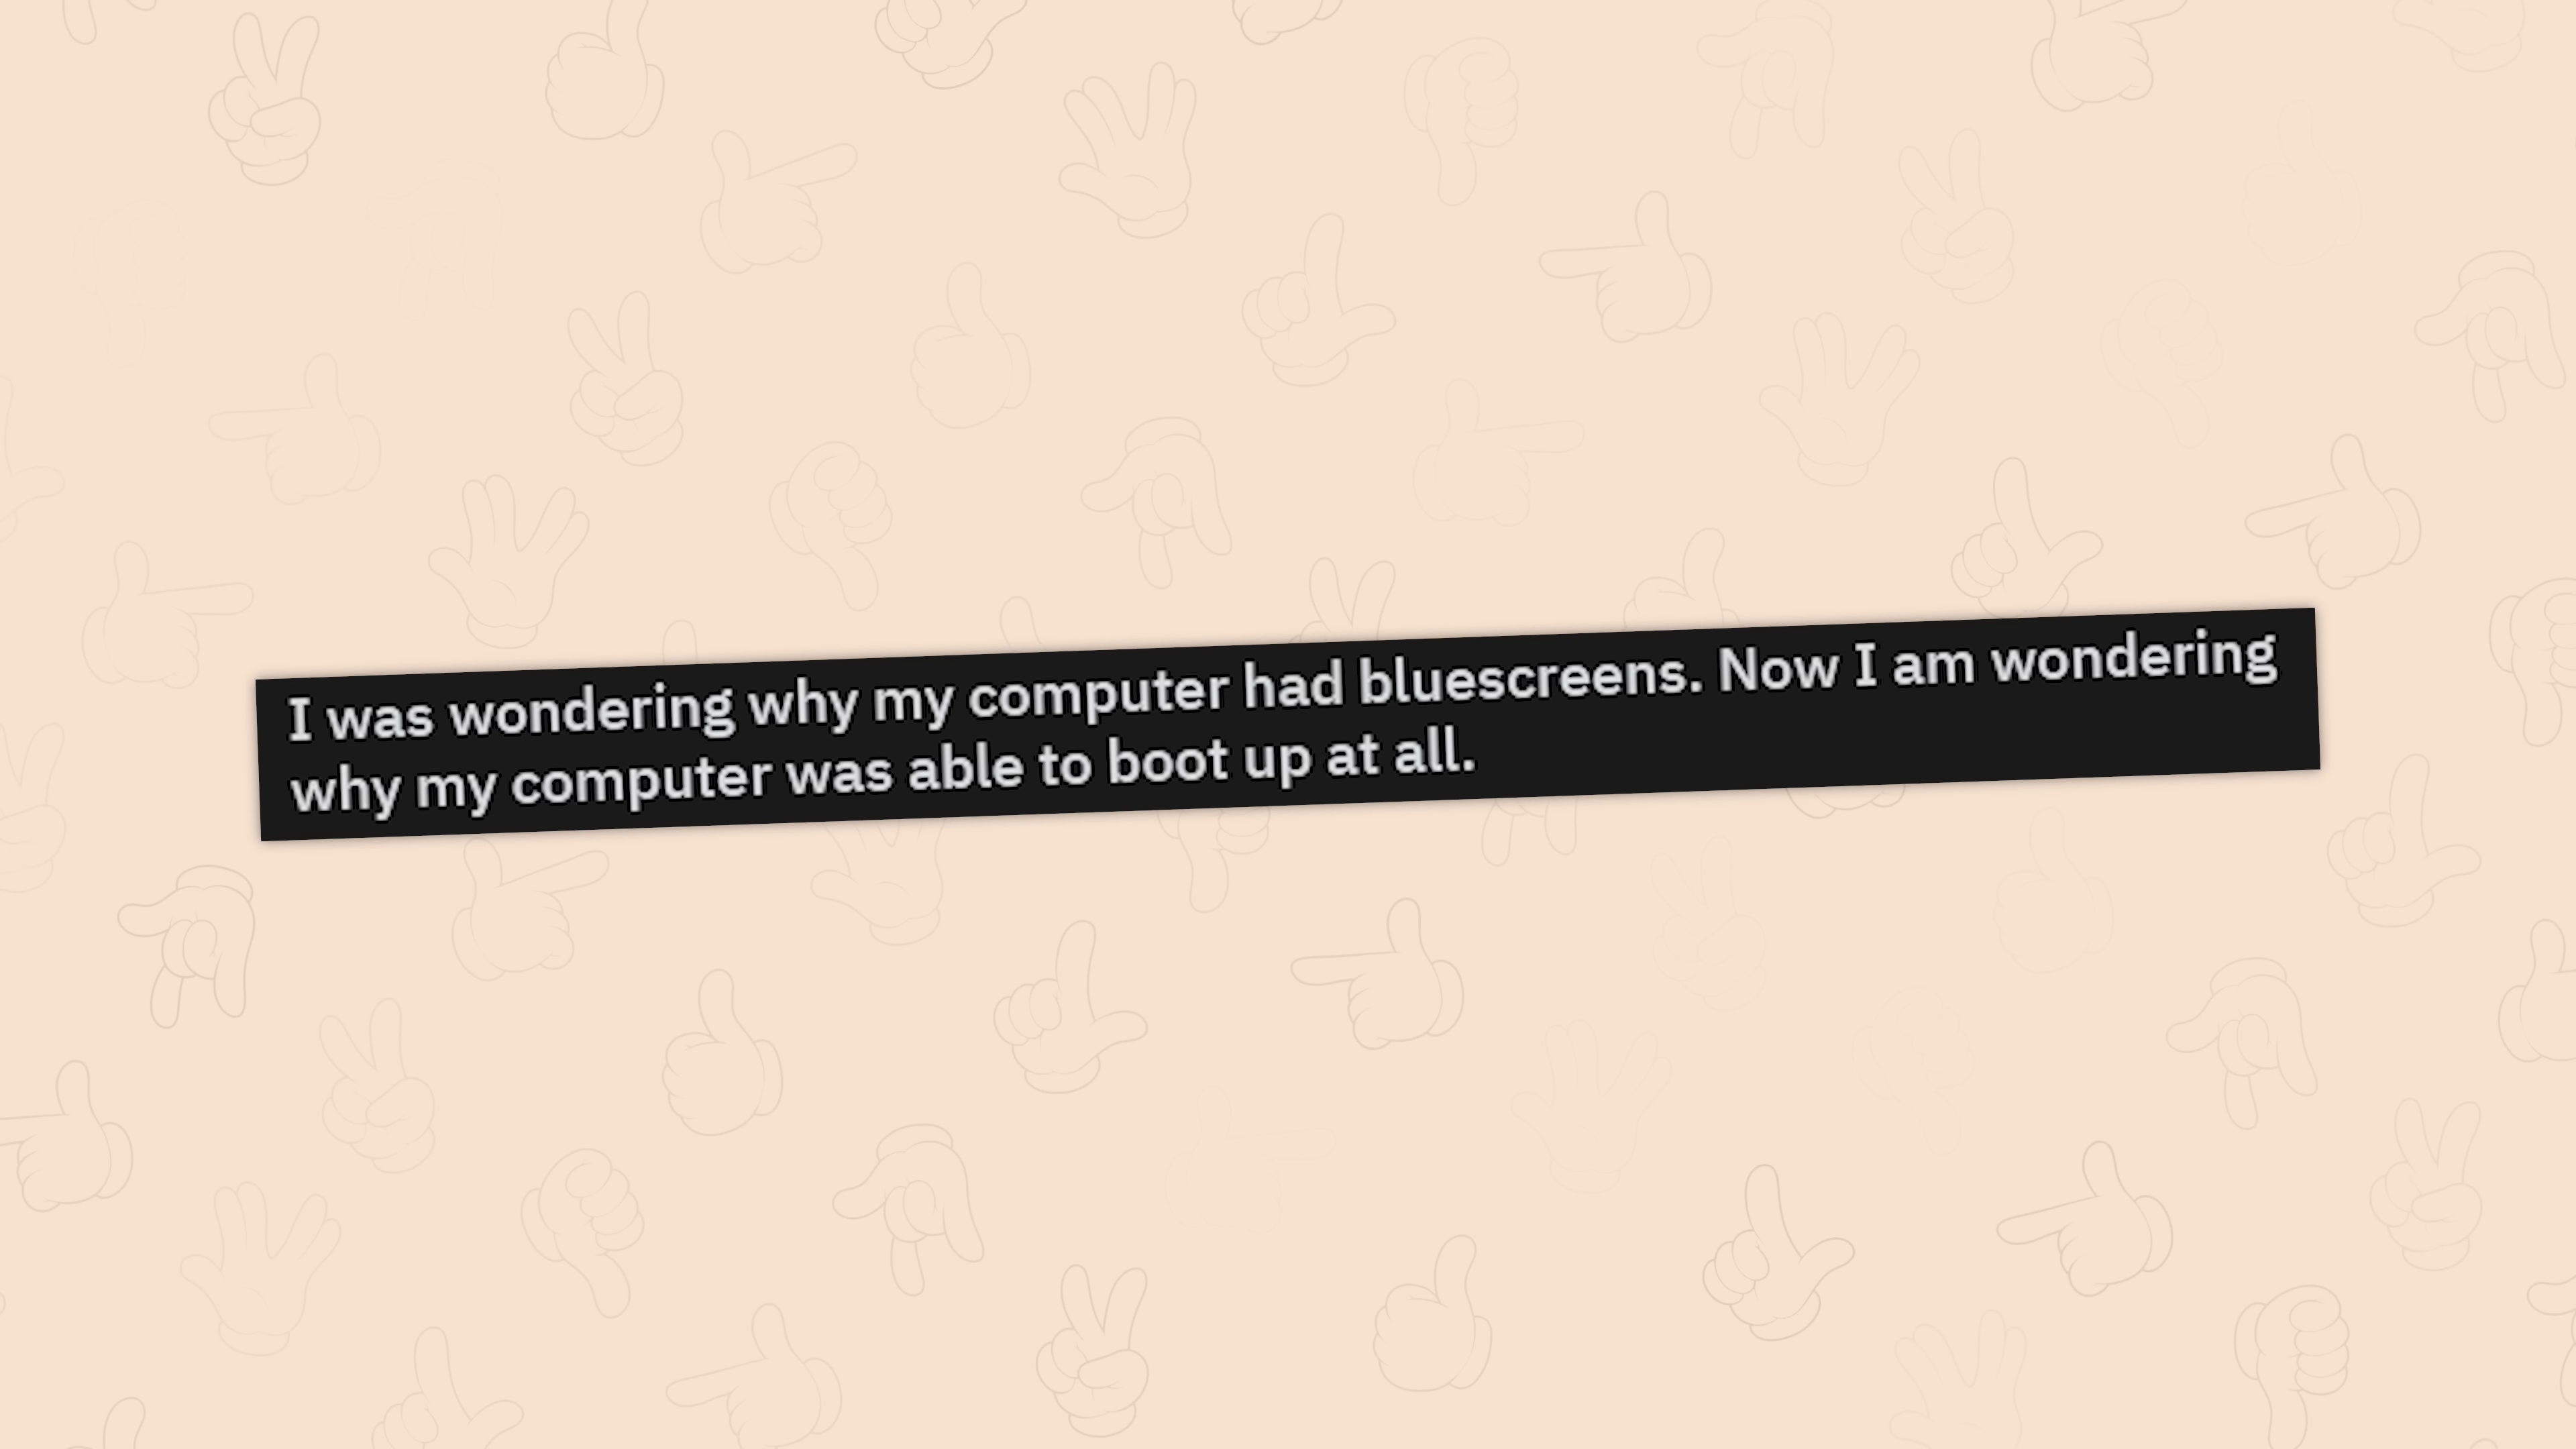 I was wondering why my computer had bluescreens. Now I am wondering
why my computer was able to boot up at all.